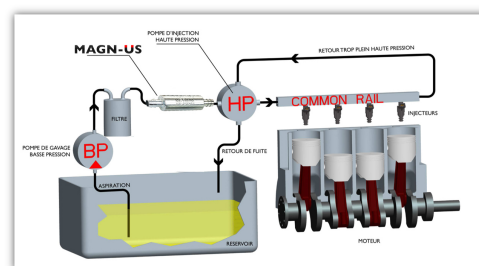 POMPE D'INJECTION
HAUTE PRESSION
MAGN-US
RETOUR TROP PLEIN HAUTE PRESSION
HP
COMMON RAIL
INJECTEURS
FILTRE
POMPE DE GAVAGE
BASSE PRESSION
BP
ASPIRATION
RETOUR DE FUITE
RESERVOIR
MOTEUR